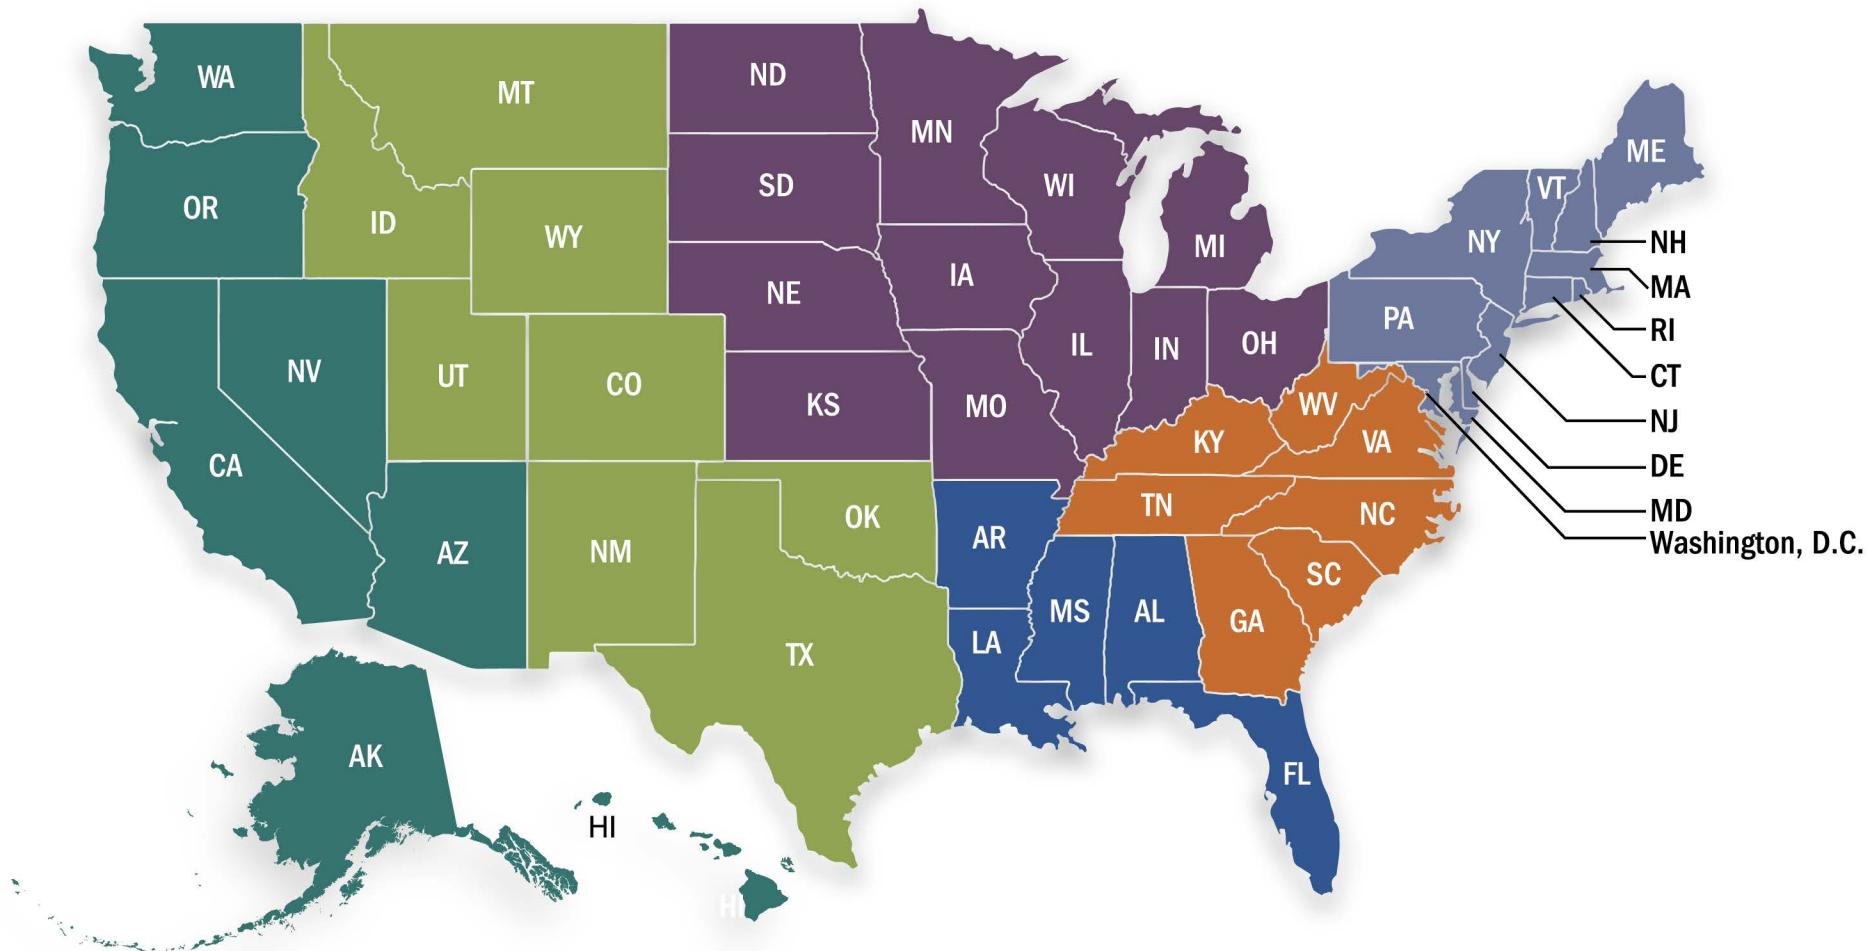 WA
MT
ND
MN
ME
OR
ID
WY
SD
WI
MI
VT
NY
NH
MA
RI
CT
NJ
DE
MD
Washington, D.C.
NE
IA
PA
NV
UT
CO
KS
MO
IL
IN
OH
WV
VA
KY
CA
AZ
NM
OK
AR
TN
NC
SC
TX
LA
MS
AL
GA
FL
AK
HI
HI